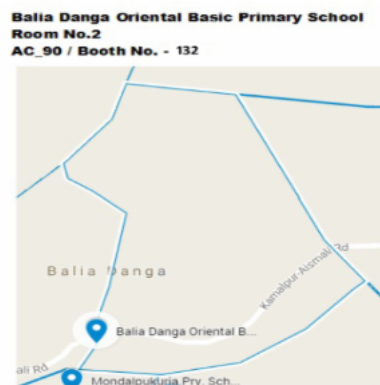 Balia Danga Oriental Basic Primary School
Room No.2
AC_90 / Booth No. - 132
Balia Danga
Kamalpur-Aismali Rd
Balia Danga Oriental B...
ali Rd
Mondalpukuria Pry. Sch...